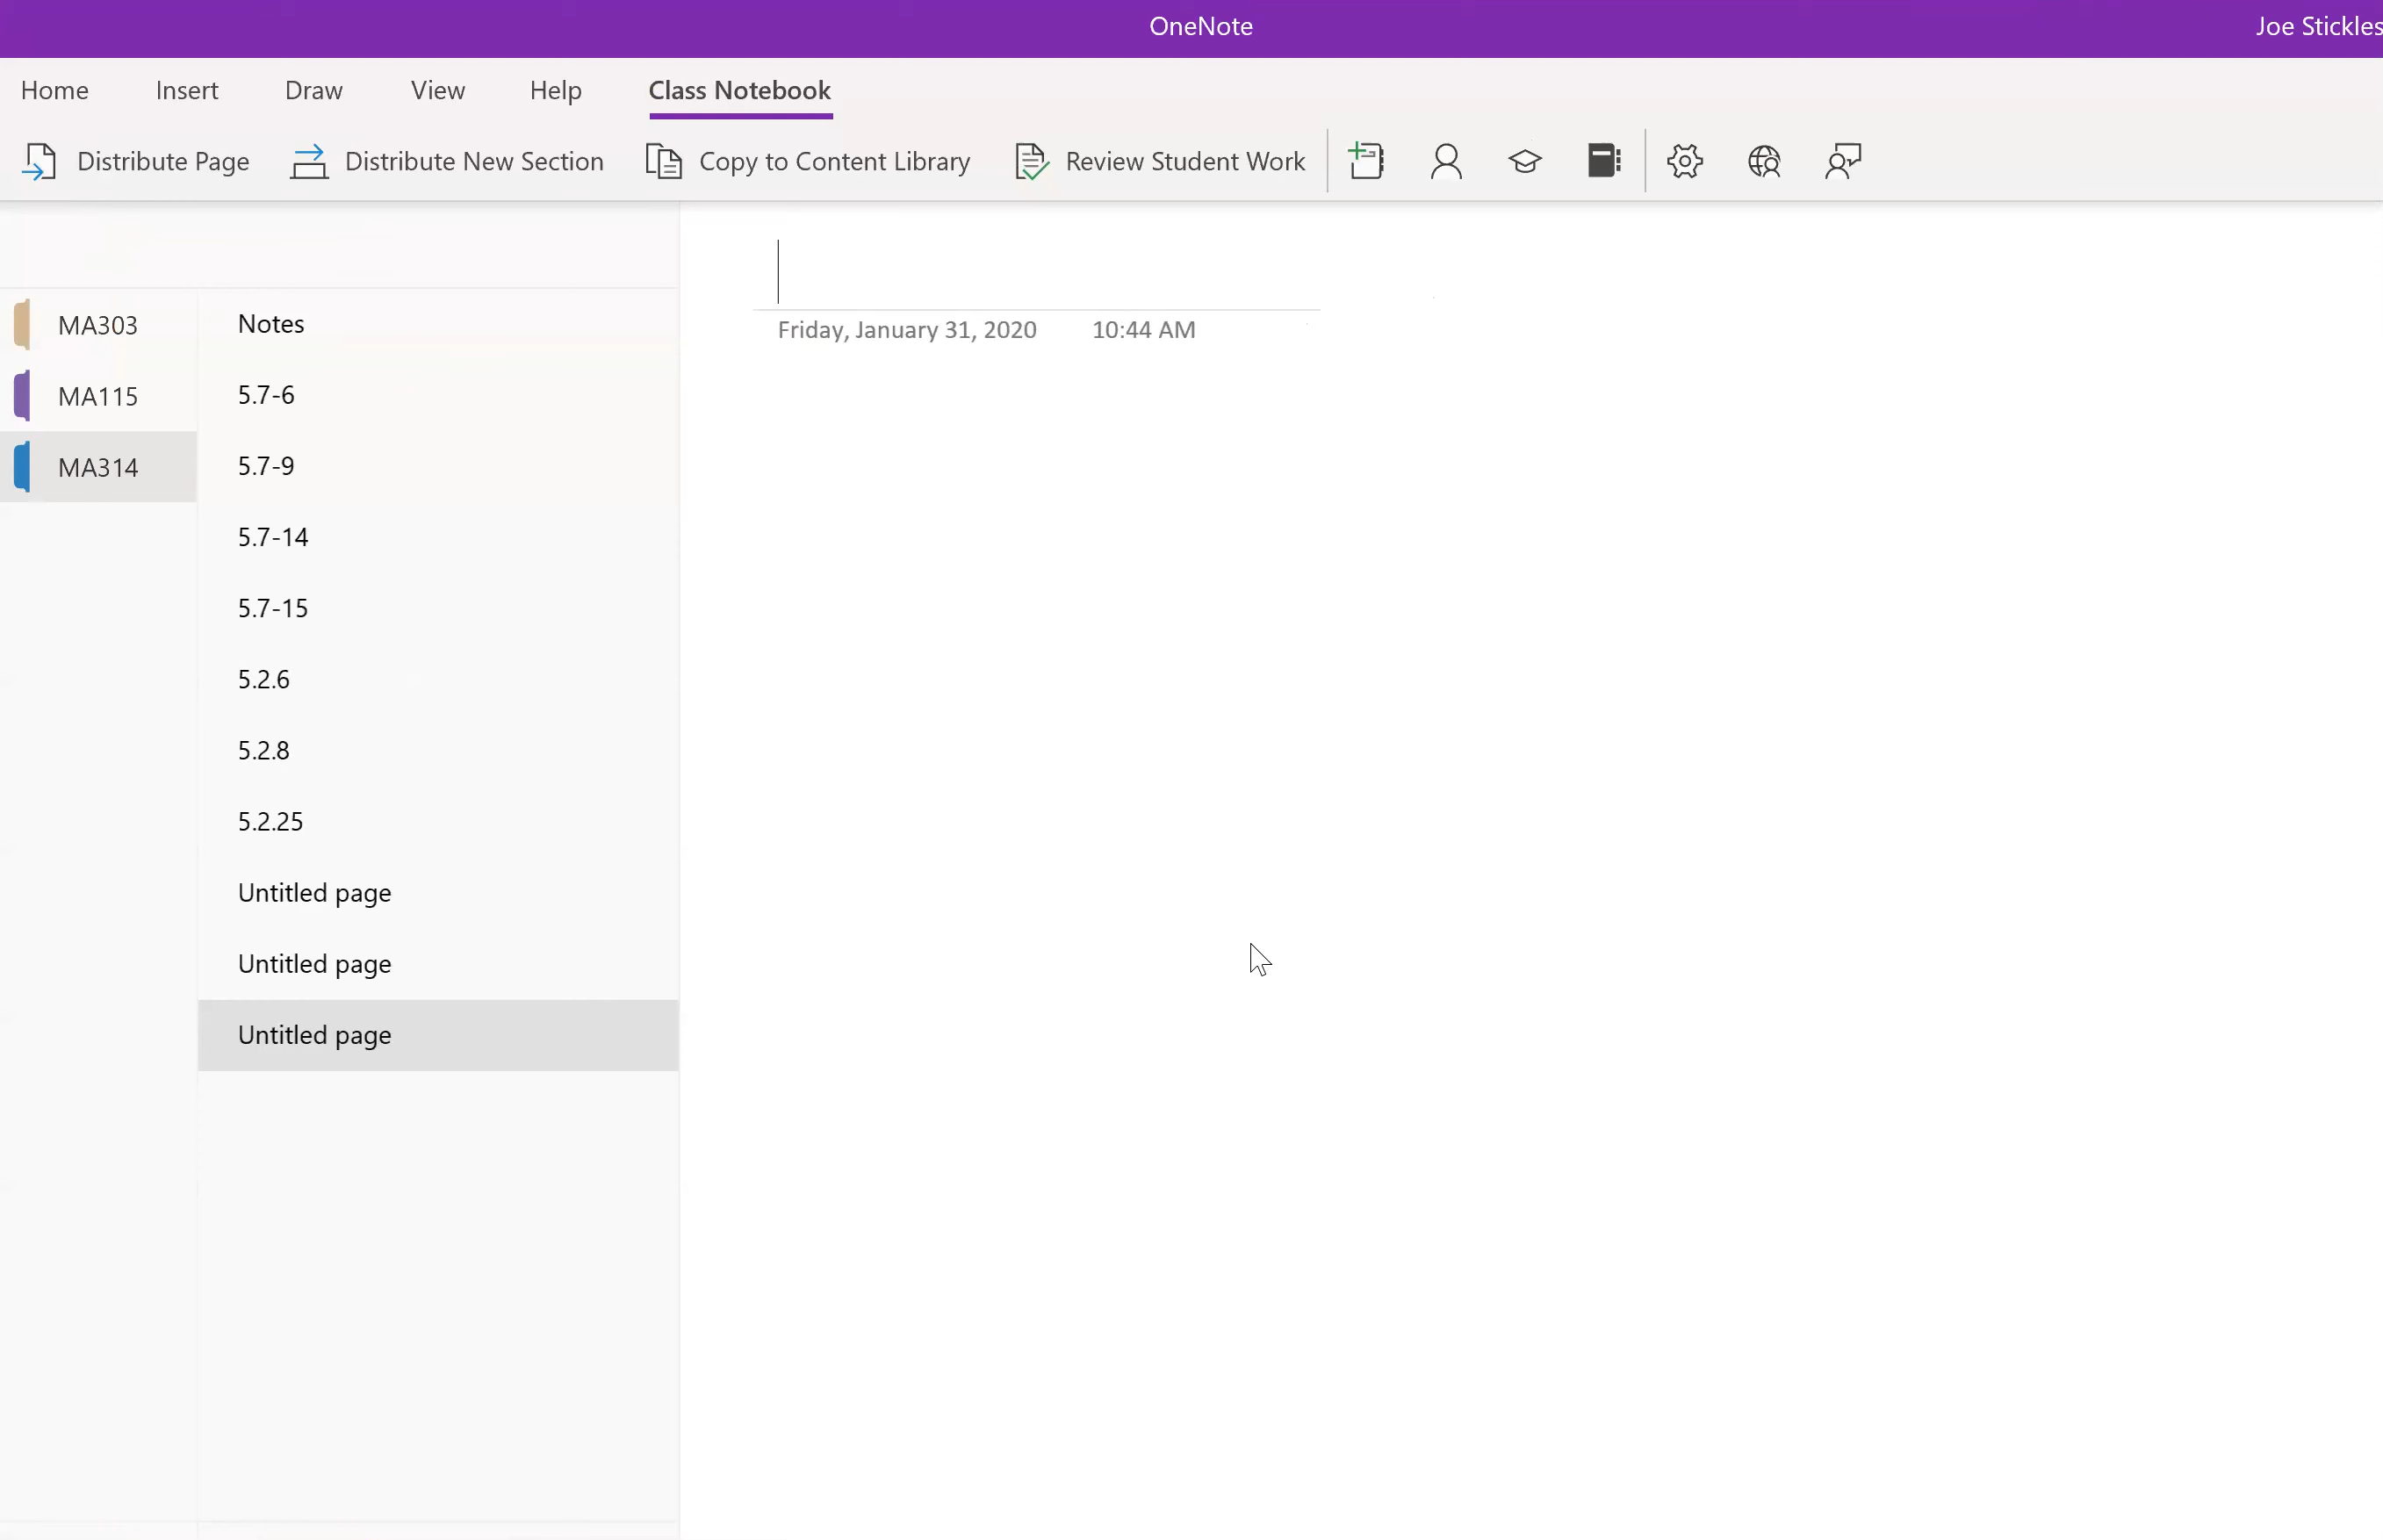 OneNote
Joe Stickles
Home Insert Draw View Help Class Notebook
Distribute Page Distribute New Section Copy to Content Library Review Student Work
MA303
MA115
MA314
Notes
5.7-6
5.7-9
5.7-14
5.7-15
5.2.6
5.2.8
5.2.25
Untitled page
Untitled page
Untitled page
Friday, January 31, 2020 10:44 AM